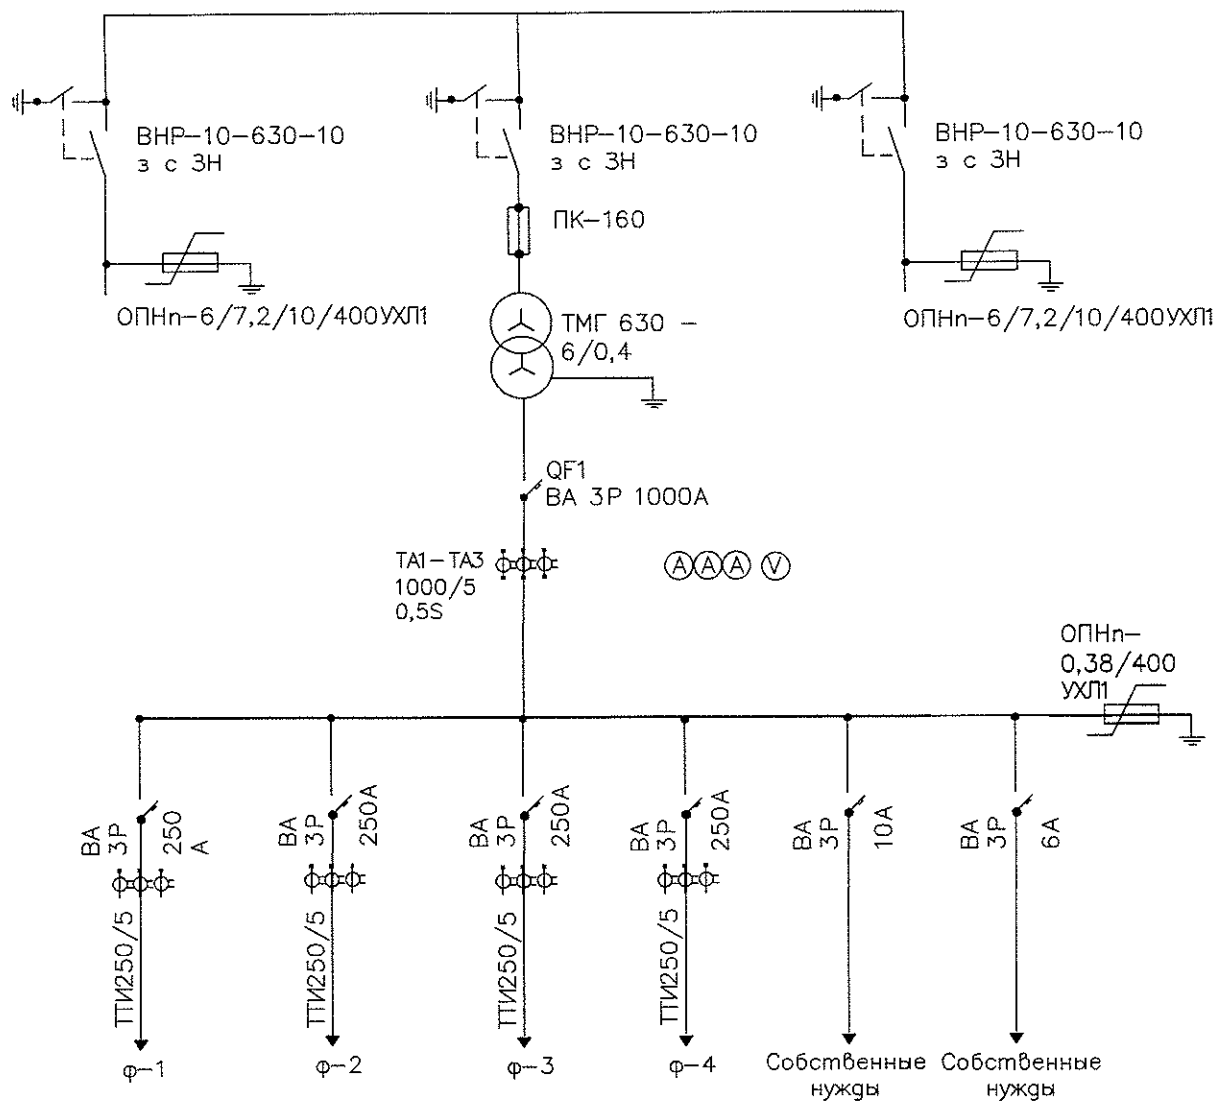 ВНР-10-630-10
з с ЗН
ВНР-10-630-10
з с ЗН
ВНР-10-630-10
з с ЗН
ПК-160
ОПНп-6/7,2/10/400УХЛ1
ТМГ 630 -
6/0,4
ОПНп-6/7,2/10/400УХЛ1
QF1
ВА 3Р 1000А
ТА1-ТА3
1000/5
0,5S
А А А V
ОПНп-
0,38/400
УХЛ1
ВА
3Р
250
А
ВА
3Р
250А
ВА
3Р
250А
ВА
3Р
250А
ВА
3Р
10А
ВА
3Р
6А
ТТИ250/5
ТТИ250/5
ТТИ250/5
ТТИ250/5
ф-1
ф-2
ф-3
ф-4
Собственные
нужды
Собственные
нужды